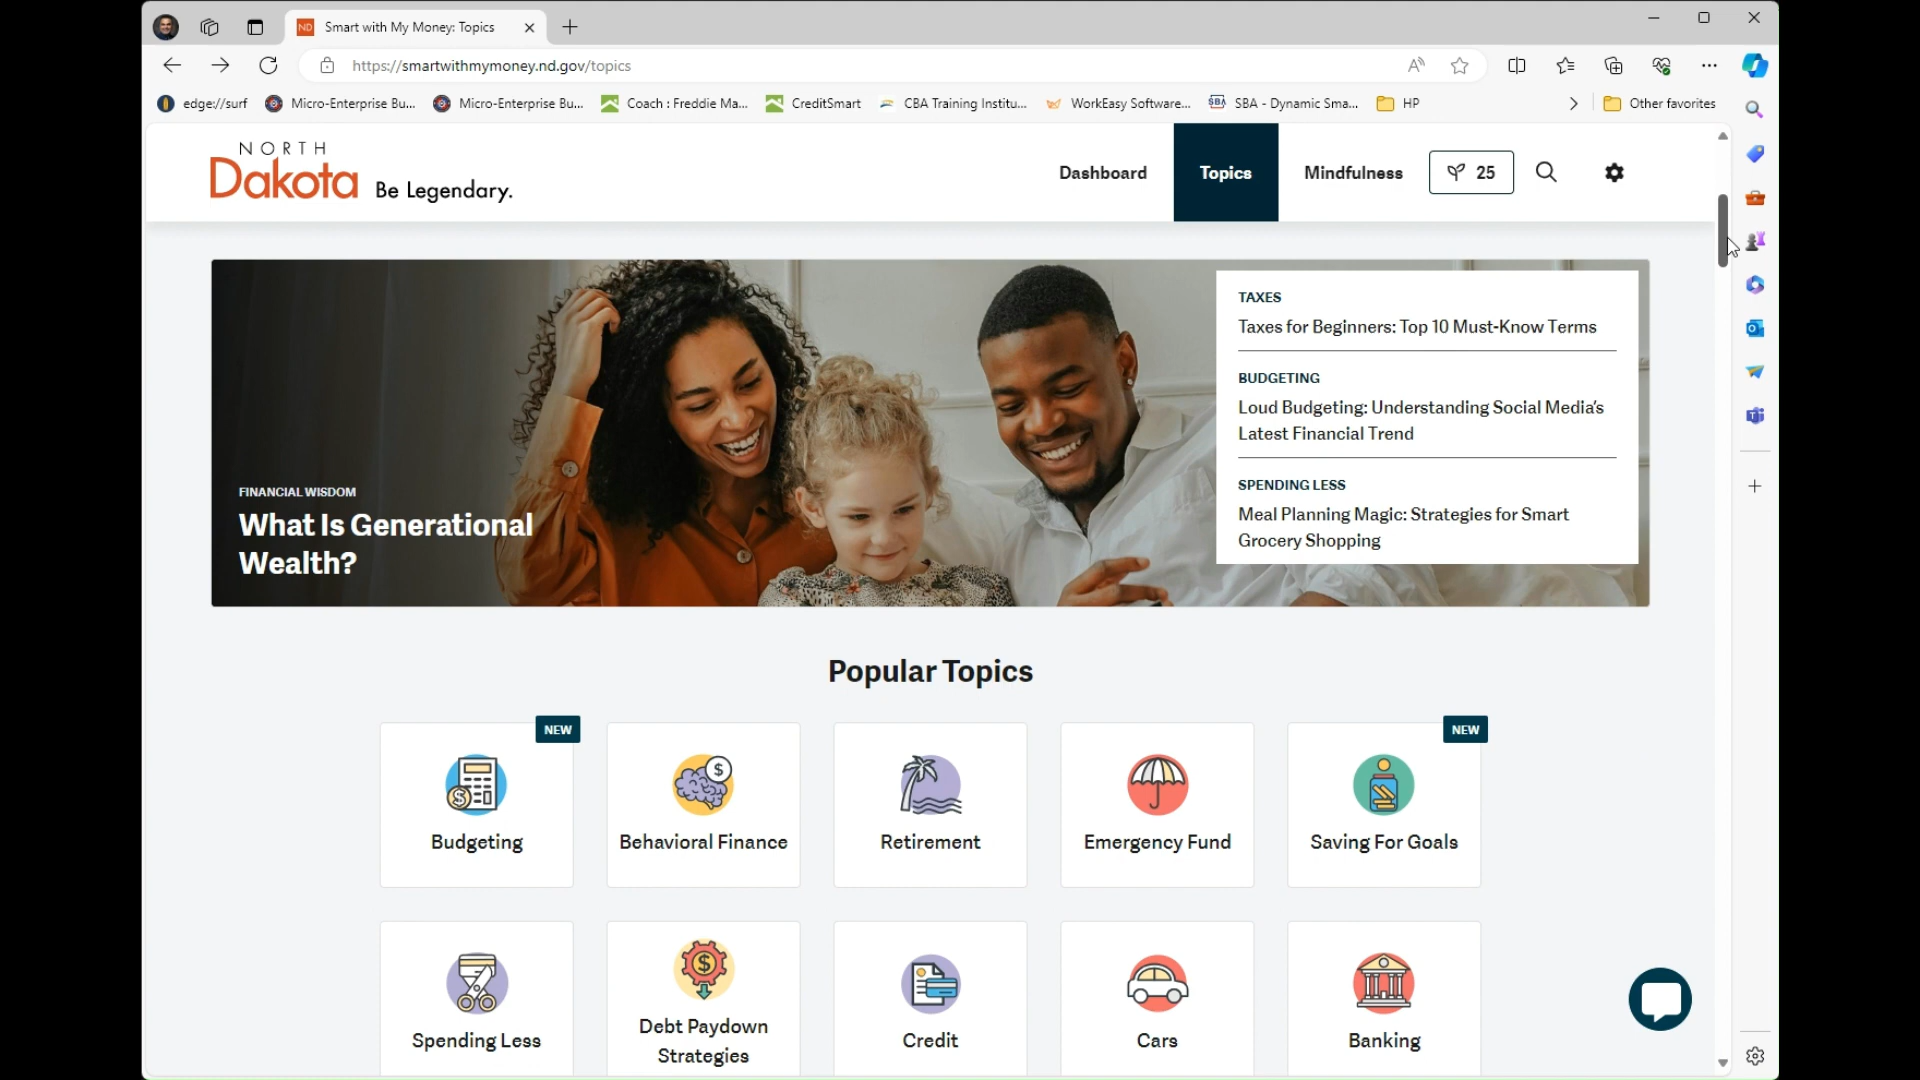 ND Smart with My Money: Topics
https://smartwithmymoney.nd.gov/topics
edge://surf
Micro-Enterprise Bu...
Micro-Enterprise Bu...
Coach : Freddie Ma...
CreditSmart
CBA Training Institu...
WorkEasy Software...
SBA
SBA - Dynamic Sma...
HP
Other favorites
NORTH
Dakota
Be Legendary.
Dashboard
Topics
Mindfulness
25
TAXES
Taxes for Beginners: Top 10 Must-Know Terms
BUDGETING
Loud Budgeting: Understanding Social Media's
Latest Financial Trend
SPENDING LESS
Meal Planning Magic: Strategies for Smart
Grocery Shopping
FINANCIAL WISDOM
What Is Generational
Wealth?
Popular Topics
NEW
NEW
Budgeting
Behavioral Finance
Retirement
Emergency Fund
Saving For Goals
Spending Less
Debt Paydown
Strategies
Credit
Cars
Banking